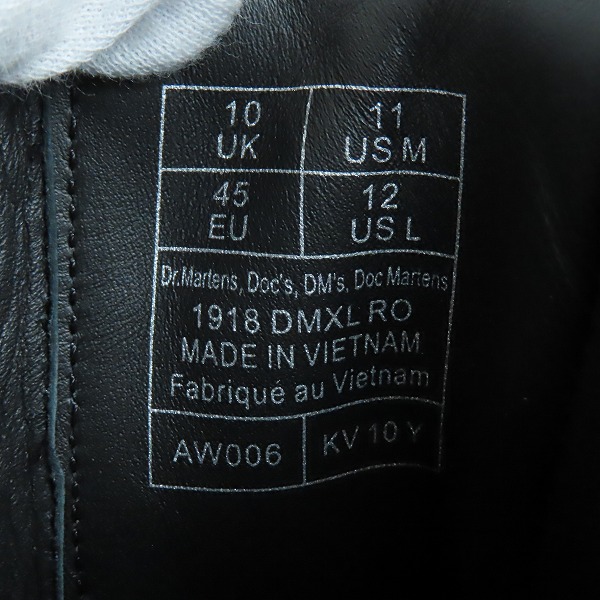 10
UK
11
US M
45
EU
12
US L
Dr.Martens, Doc's, DM's, Doc Martens
1918 DMXL RO
MADE IN VIETNAM
Fabriqué au Vietnam
AW006
KV 10 Y